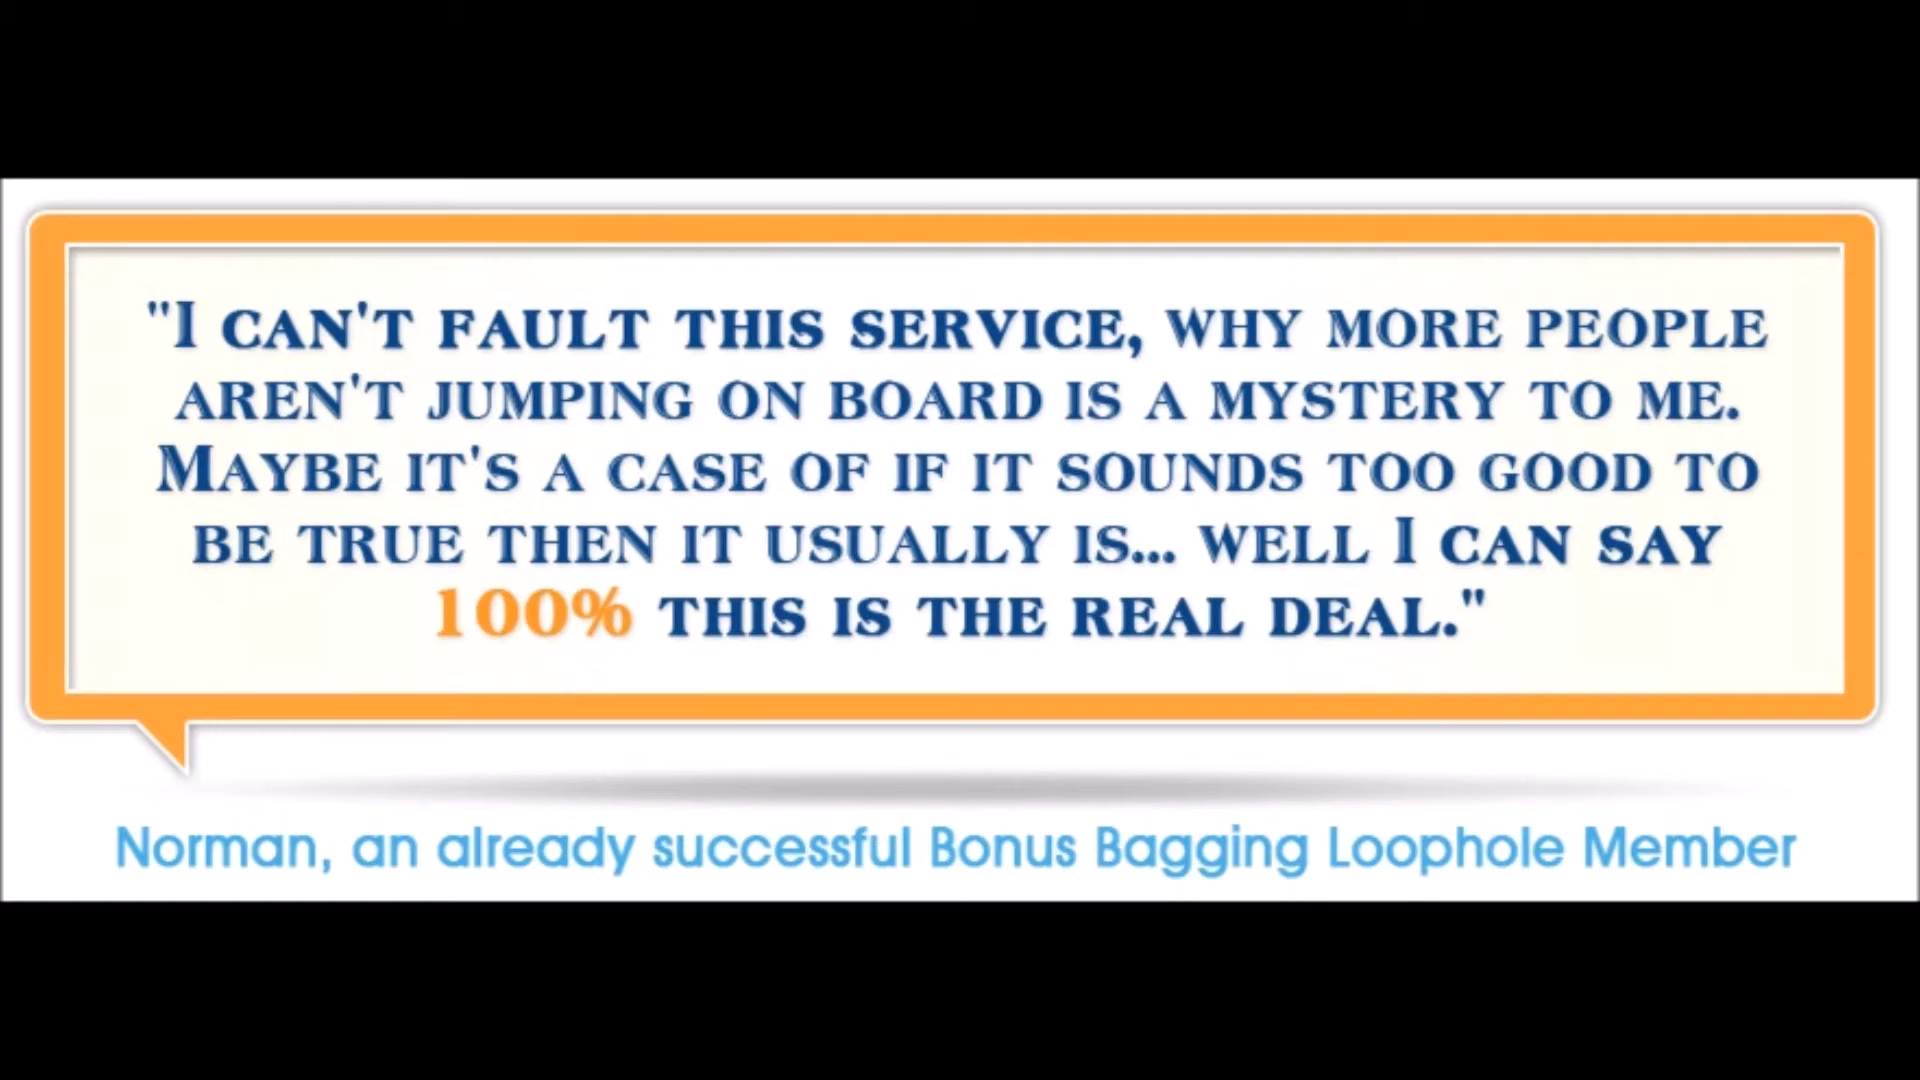 "I CAN'T FAULT THIS SERVICE, WHY MORE PEOPLE
AREN'T JUMPING ON BOARD IS A MYSTERY TO ME.
MAYBE IT'S A CASE OF IF IT SOUNDS TOO GOOD TO
BE TRUE THEN IT USUALLY IS... WELL I CAN SAY
100% THIS IS THE REAL DEAL."
Norman, an already successful Bonus Bagging Loophole Member